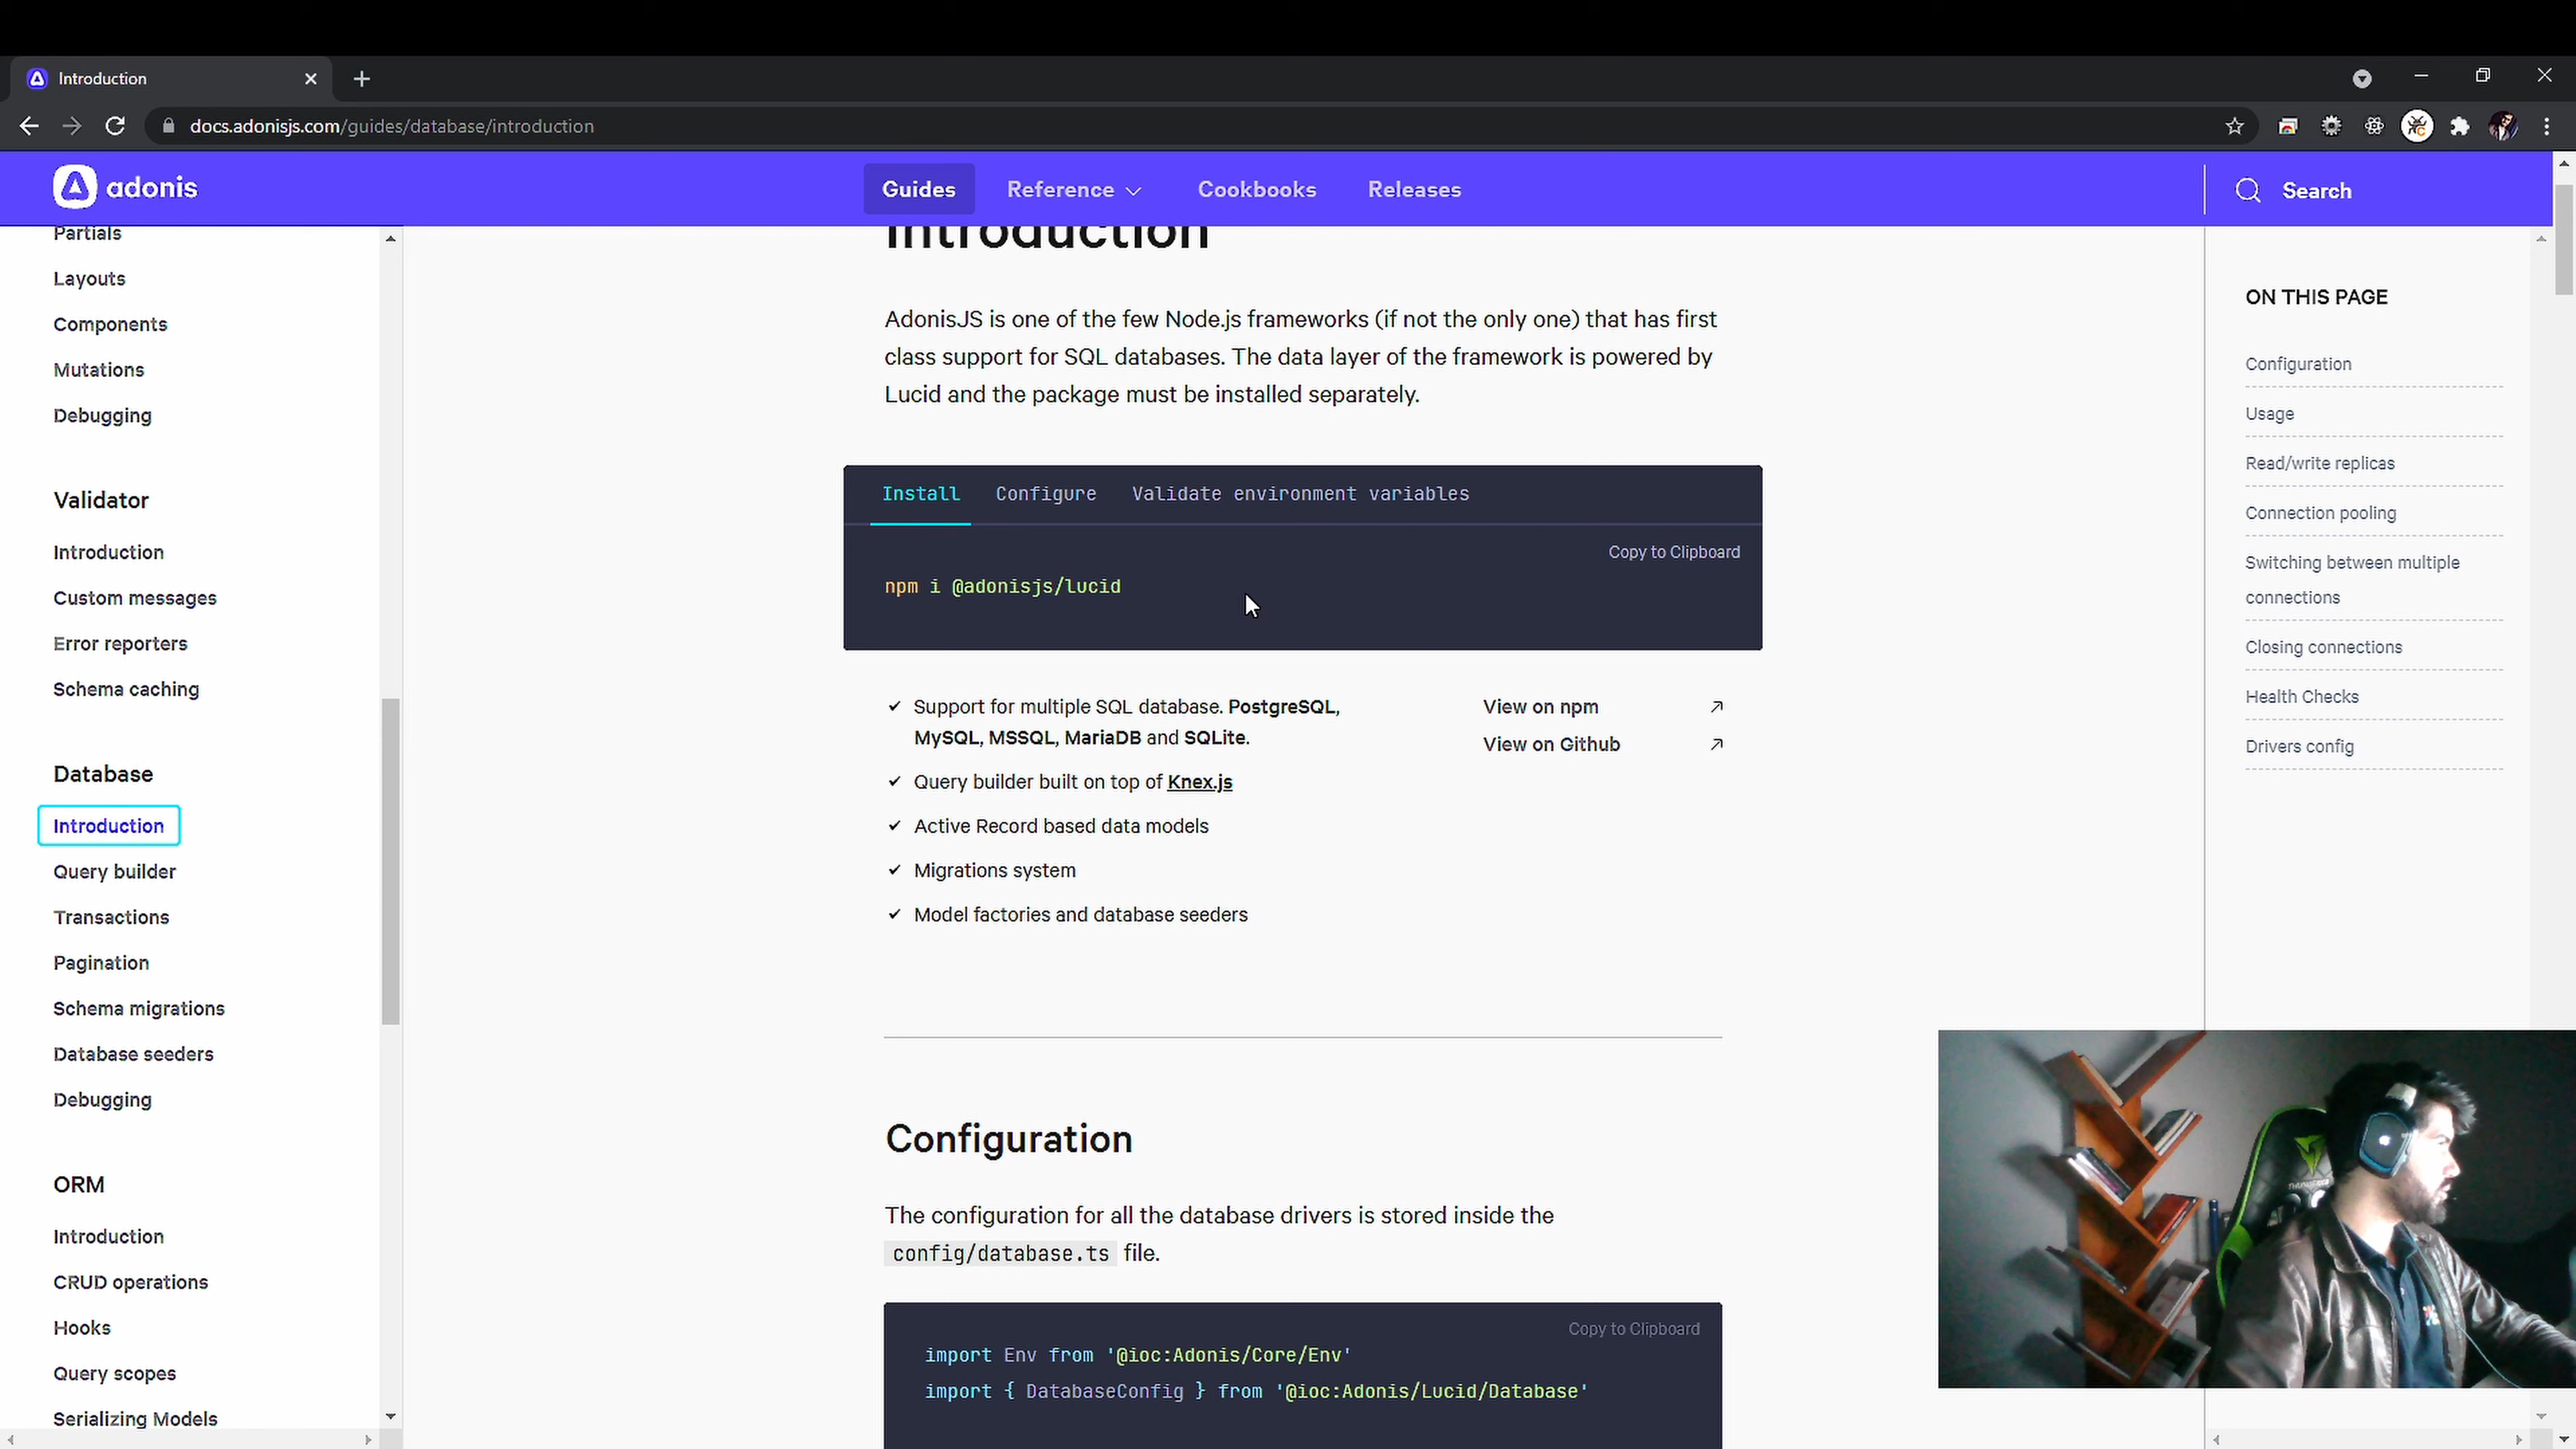 Introduction
docs.adonisjs.com/guides/database/introduction
adonis
Guides
Reference
Cookbooks
Releases
Search
Partials
Layouts
Components
Mutations
Debugging
Validator
Introduction
Custom messages
Error reporters
Schema caching
Database
Introduction
Query builder
Transactions
Pagination
Schema migrations
Database seeders
Debugging
ORM
Introduction
CRUD operations
Hooks
Query scopes
Serializing Models
Introduction
AdonisJS is one of the few Node.js frameworks (if not the only one) that has first
class support for SQL databases. The data layer of the framework is powered by
Lucid and the package must be installed separately.
Install Configure Validate environment variables
Copy to Clipboard
npm i @adonisjs/lucid
✔ Support for multiple SQL database. PostgreSQL,
MySQL, MSSQL, MariaDB and SQLite.
✔ Query builder built on top of Knex.js
✔ Active Record based data models
✔ Migrations system
✔ Model factories and database seeders
View on npm ↗
View on Github ↗
Configuration
The configuration for all the database drivers is stored inside the
config/database.ts file.
Copy to Clipboard
import Env from '@ioc:Adonis/Core/Env'
import { DatabaseConfig } from '@ioc:Adonis/Lucid/Database'
ON THIS PAGE
Configuration
Usage
Read/write replicas
Connection pooling
Switching between multiple
connections
Closing connections
Health Checks
Drivers config